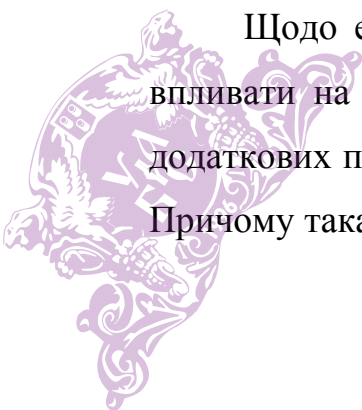 Щодо е
впливати на
додаткових п
Причому така